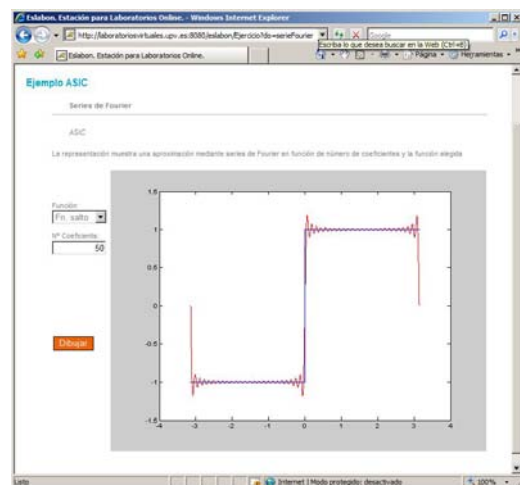 Eslabon. Estación para Laboratorios Online. - Windows Internet Explorer
http://laboratoriosvirtuales.upv.es:8080/eslabon/Ejercicio?do=serieFourier
Google
Escriba lo que desea buscar en la Web (Ctrl+E)
Eslabon. Estación para Laboratorios Online.
Página
Herramientas
Ejemplo ASIC
Series de Fourier
ASIC
La representación muestra una aproximación mediante series de Fourier en función de número de coeficientes y la función elegida
Función:
Fn. salto
Nº Coeficiente:
50
Dibujar
1.5
1
0.5
0
-0.5
-1
-1.5
-4 -3 -2 -1 0 1 2 3 4
Listo
Internet | Modo protegido: desactivado
100%